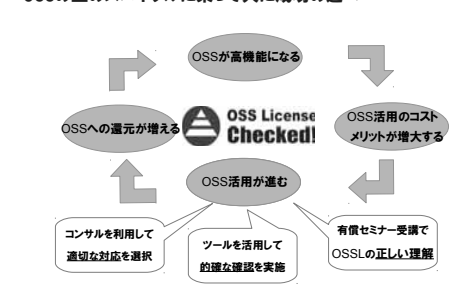 OSSが高機能になる
OSSへの還元が増える
OSS License
Checked!
OSS活用のコスト
メリットが増大する
OSS活用が進む
コンサルを利用して
適切な対応を選択
ツールを活用して
的確な確認を実施
有償セミナー受講で
OSSLの正しい理解